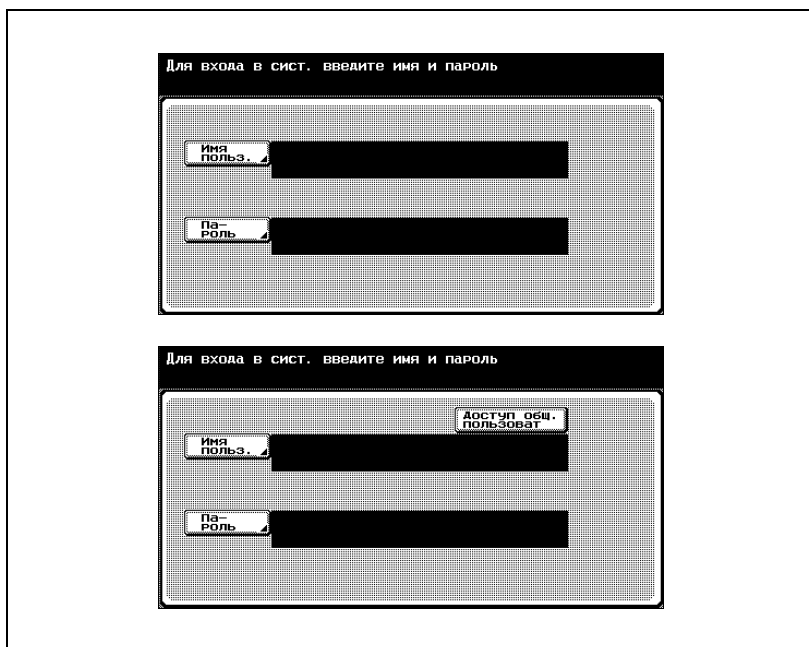 Для входа в сист. введите имя и пароль
Имя
польз.
Па-
роль
Для входа в сист. введите имя и пароль
Доступ общ.
пользоват
Имя
польз.
Па-
роль